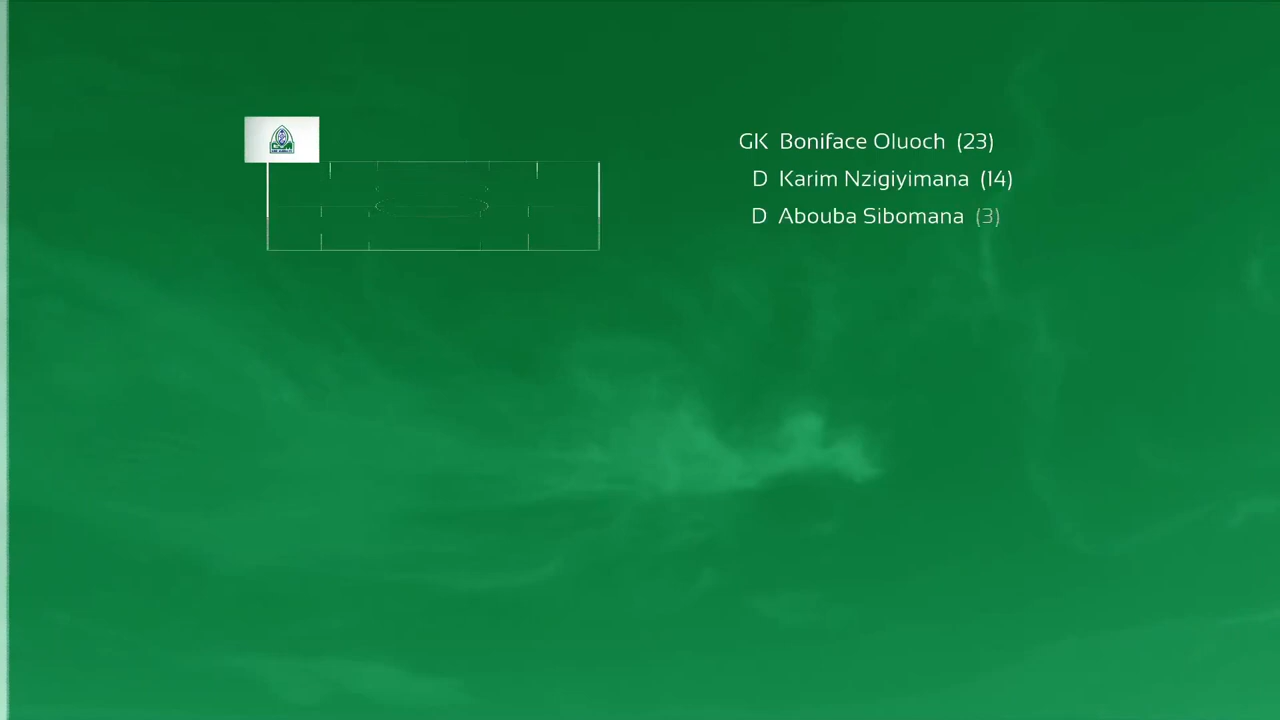 GK Boniface Oluoch (23)
D Karim Nzigiyimana (14)
D Abouba Sibomana (3)